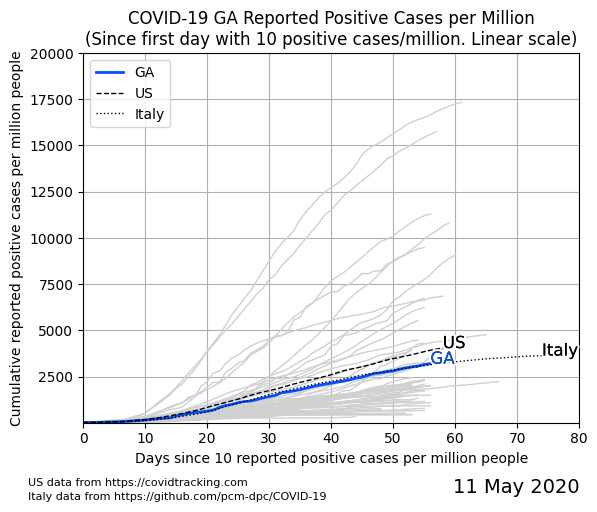 COVID-19 GA Reported Positive Cases per Million
(Since first day with 10 positive cases/million. Linear scale)
Cumulative reported positive cases per million people
20000
17500
15000
12500
10000
7500
5000
2500
GA
US
Italy
US
GA
Italy
0 10 20 30 40 50 60 70 80
Days since 10 reported positive cases per million people
US data from https://covidtracking.com
Italy data from https://github.com/pcm-dpc/COVID-19
11 May 2020